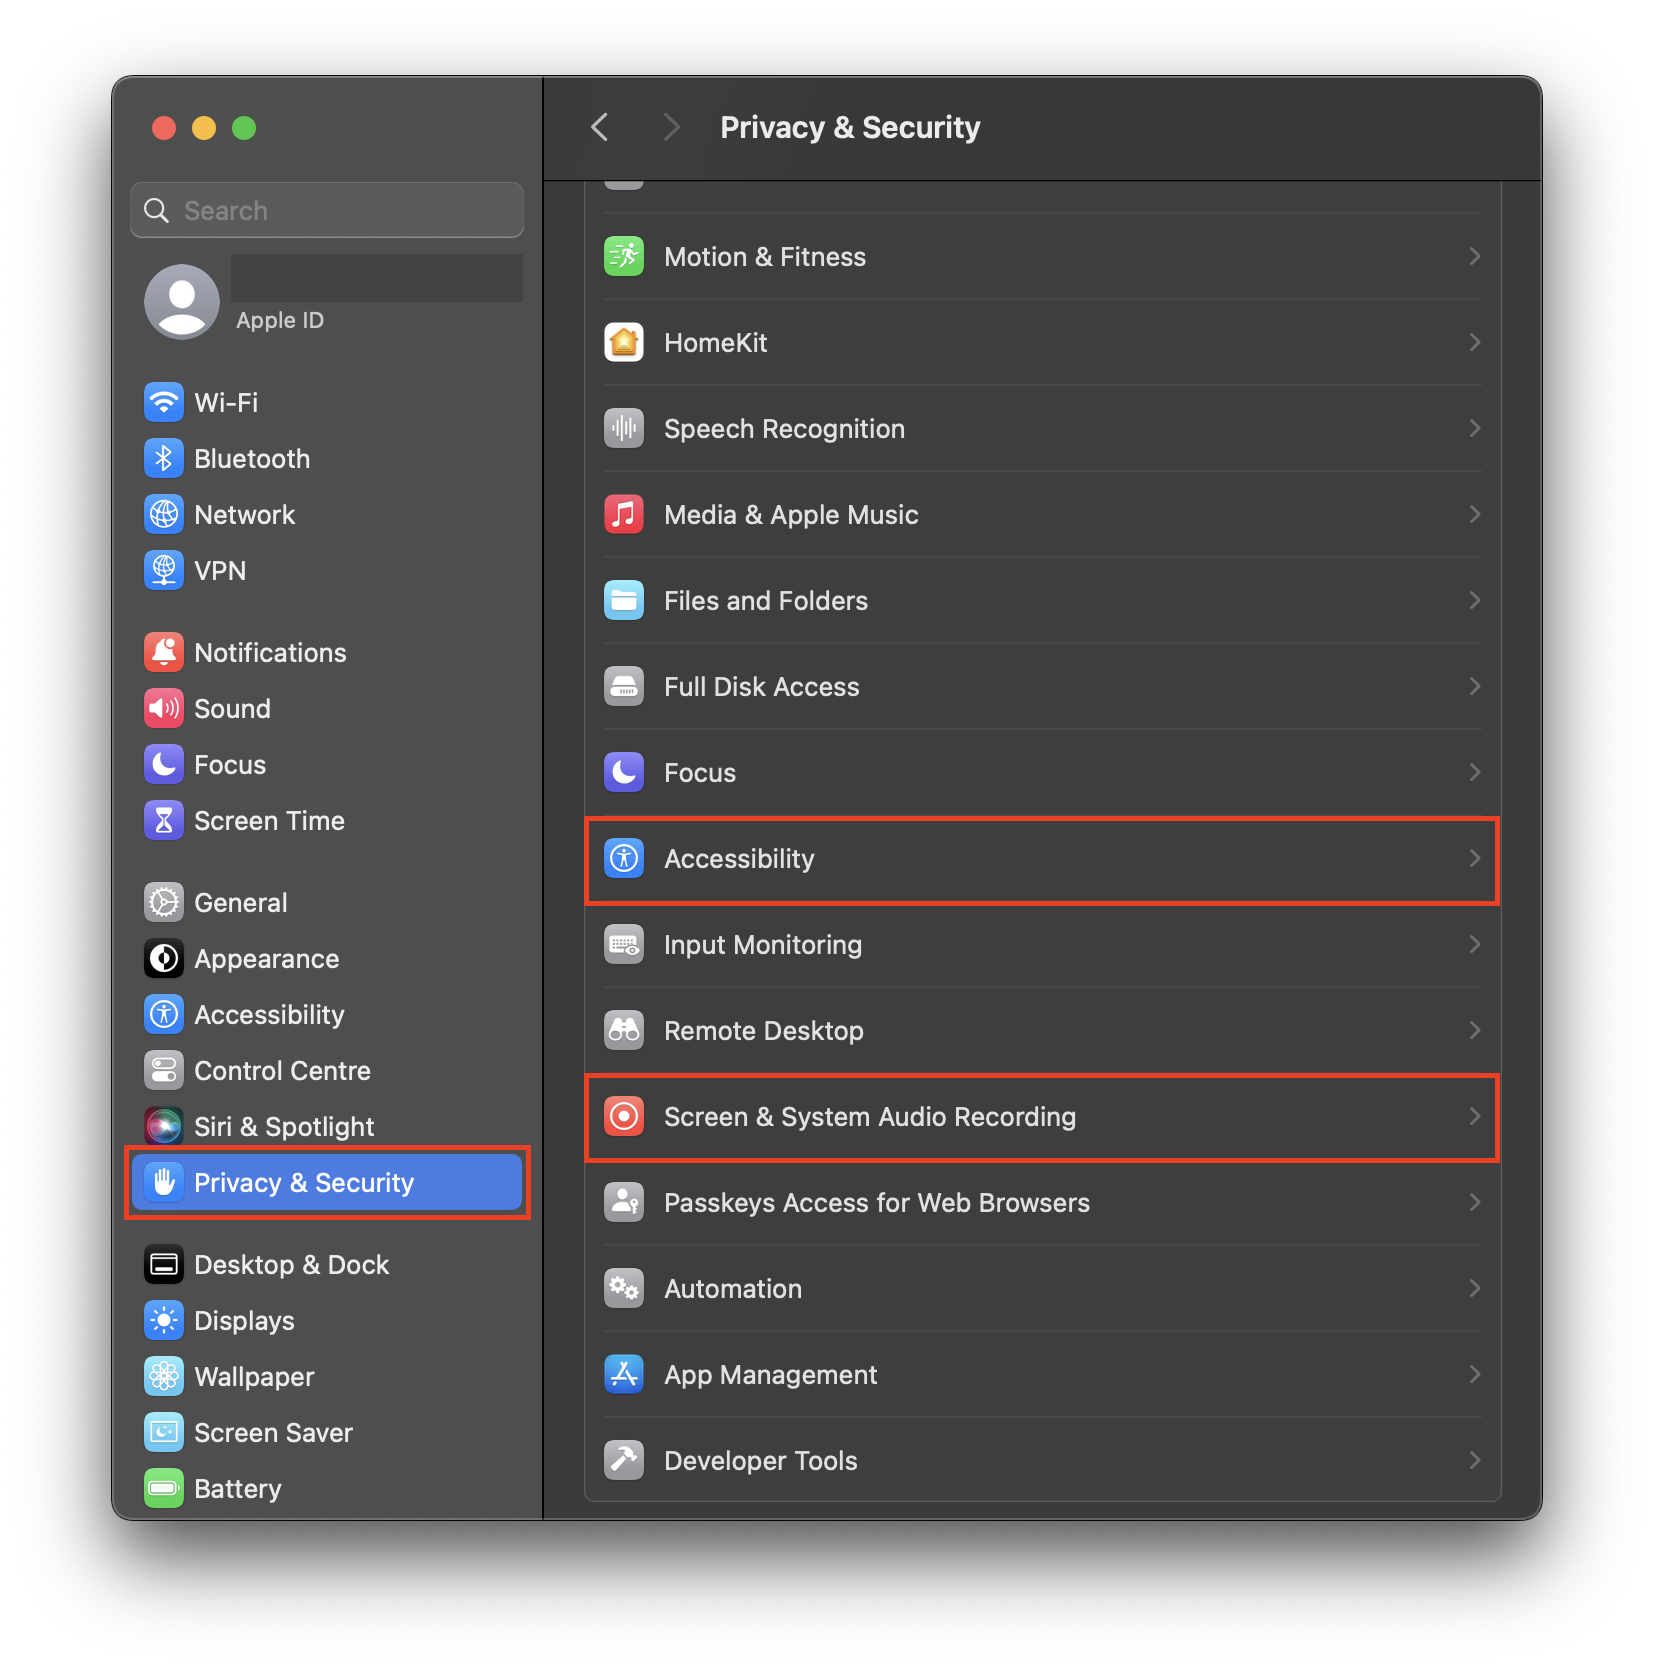 Search
Apple ID
Wi-Fi
Bluetooth
Network
VPN
Notifications
Sound
Focus
Screen Time
General
Appearance
Accessibility
Control Centre
Siri & Spotlight
Privacy & Security
Desktop & Dock
Displays
Wallpaper
Screen Saver
Battery
Privacy & Security
Motion & Fitness
HomeKit
Speech Recognition
Media & Apple Music
Files and Folders
Full Disk Access
Focus
Accessibility
Input Monitoring
Remote Desktop
Screen & System Audio Recording
Passkeys Access for Web Browsers
Automation
App Management
Developer Tools